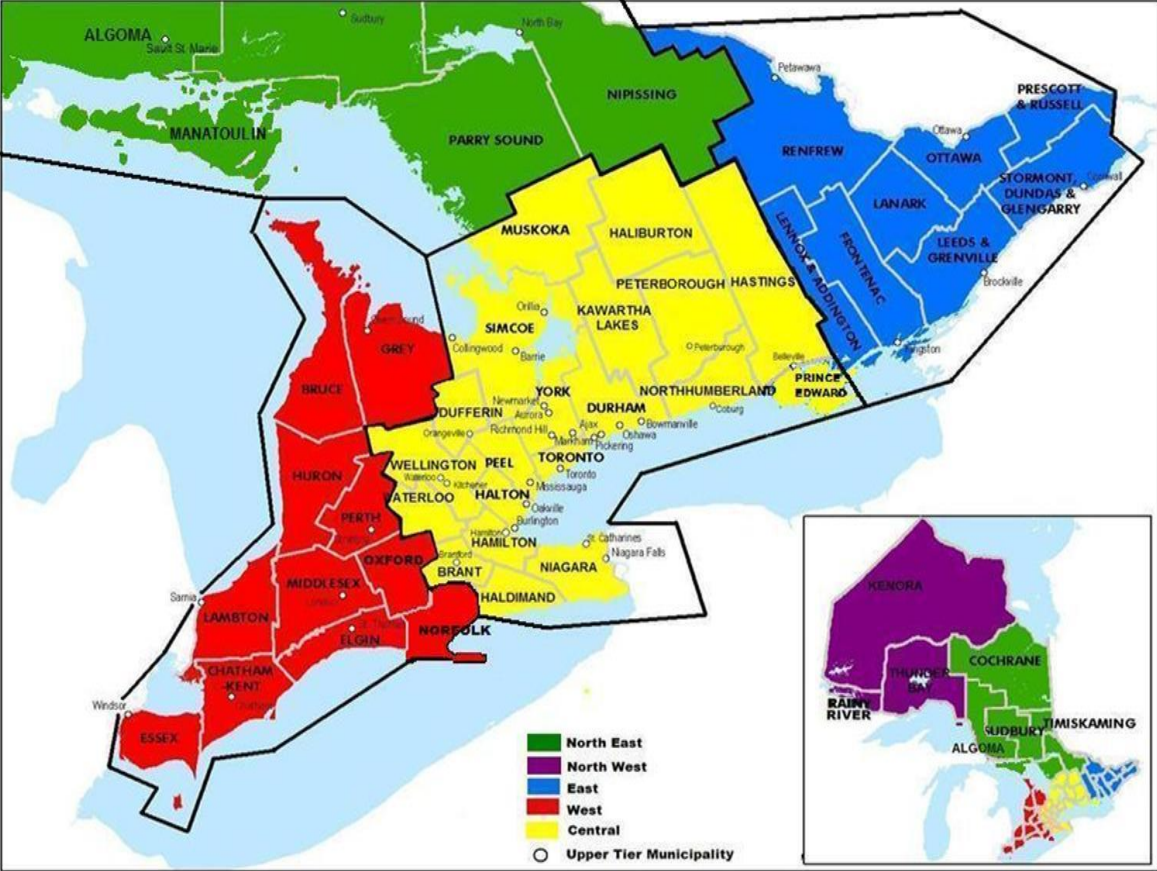 ALGOMA
Sault St. Marie
Sudbury
North Bay
Petawawa
NIPISSING
PRESCOTT
& RUSSELL
MANATOULIN
PARRY SOUND
RENFREW
Ottawa
OTTAWA
STORMONT,
DUNDAS &
GLENGARRY
Cornwall
LANARK
MUSKOKA
HALIBURTON
LENNOX & ADDINGTON
FRONTENAC
LEEDS &
GRENVILLE
Brockville
PETERBOROUGH
HASTINGS
Orillia
KAWARTHA
LAKES
SIMCOE
GREY
Collingwood
Barrie
Peterborough
Kingston
Belleville
BRUCE
PRINCE
EDWARD
YORK
NORTHHUMBERLAND
Newmarket
DUFFERIN
Aurora
DURHAM
Coburg
Orangeville
Richmond Hill
Ajax
Bowmanville
Markham
Oshawa
Pickering
TORONTO
WELLINGTON
PEEL
Toronto
HURON
Waterloo
Kitchener
Mississauga
WATERLOO
HALTON
Oakville
PERTH
Burlington
Hamilton
HAMILTON
St. Catharines
Niagara Falls
OXFORD
Brantford
BRANT
NIAGARA
MIDDLESEX
HALDIMAND
Sarnia
LAMBTON
St. Thomas
ELGIN
NORFOLK
CHATHAM
-KENT
Windsor
ESSEX
North East
North West
East
West
Central
Upper Tier Municipality
KENORA
THUNDER
BAY
COCHRANE
RAINY
RIVER
SUDBURY
TIMISKAMING
ALGOMA